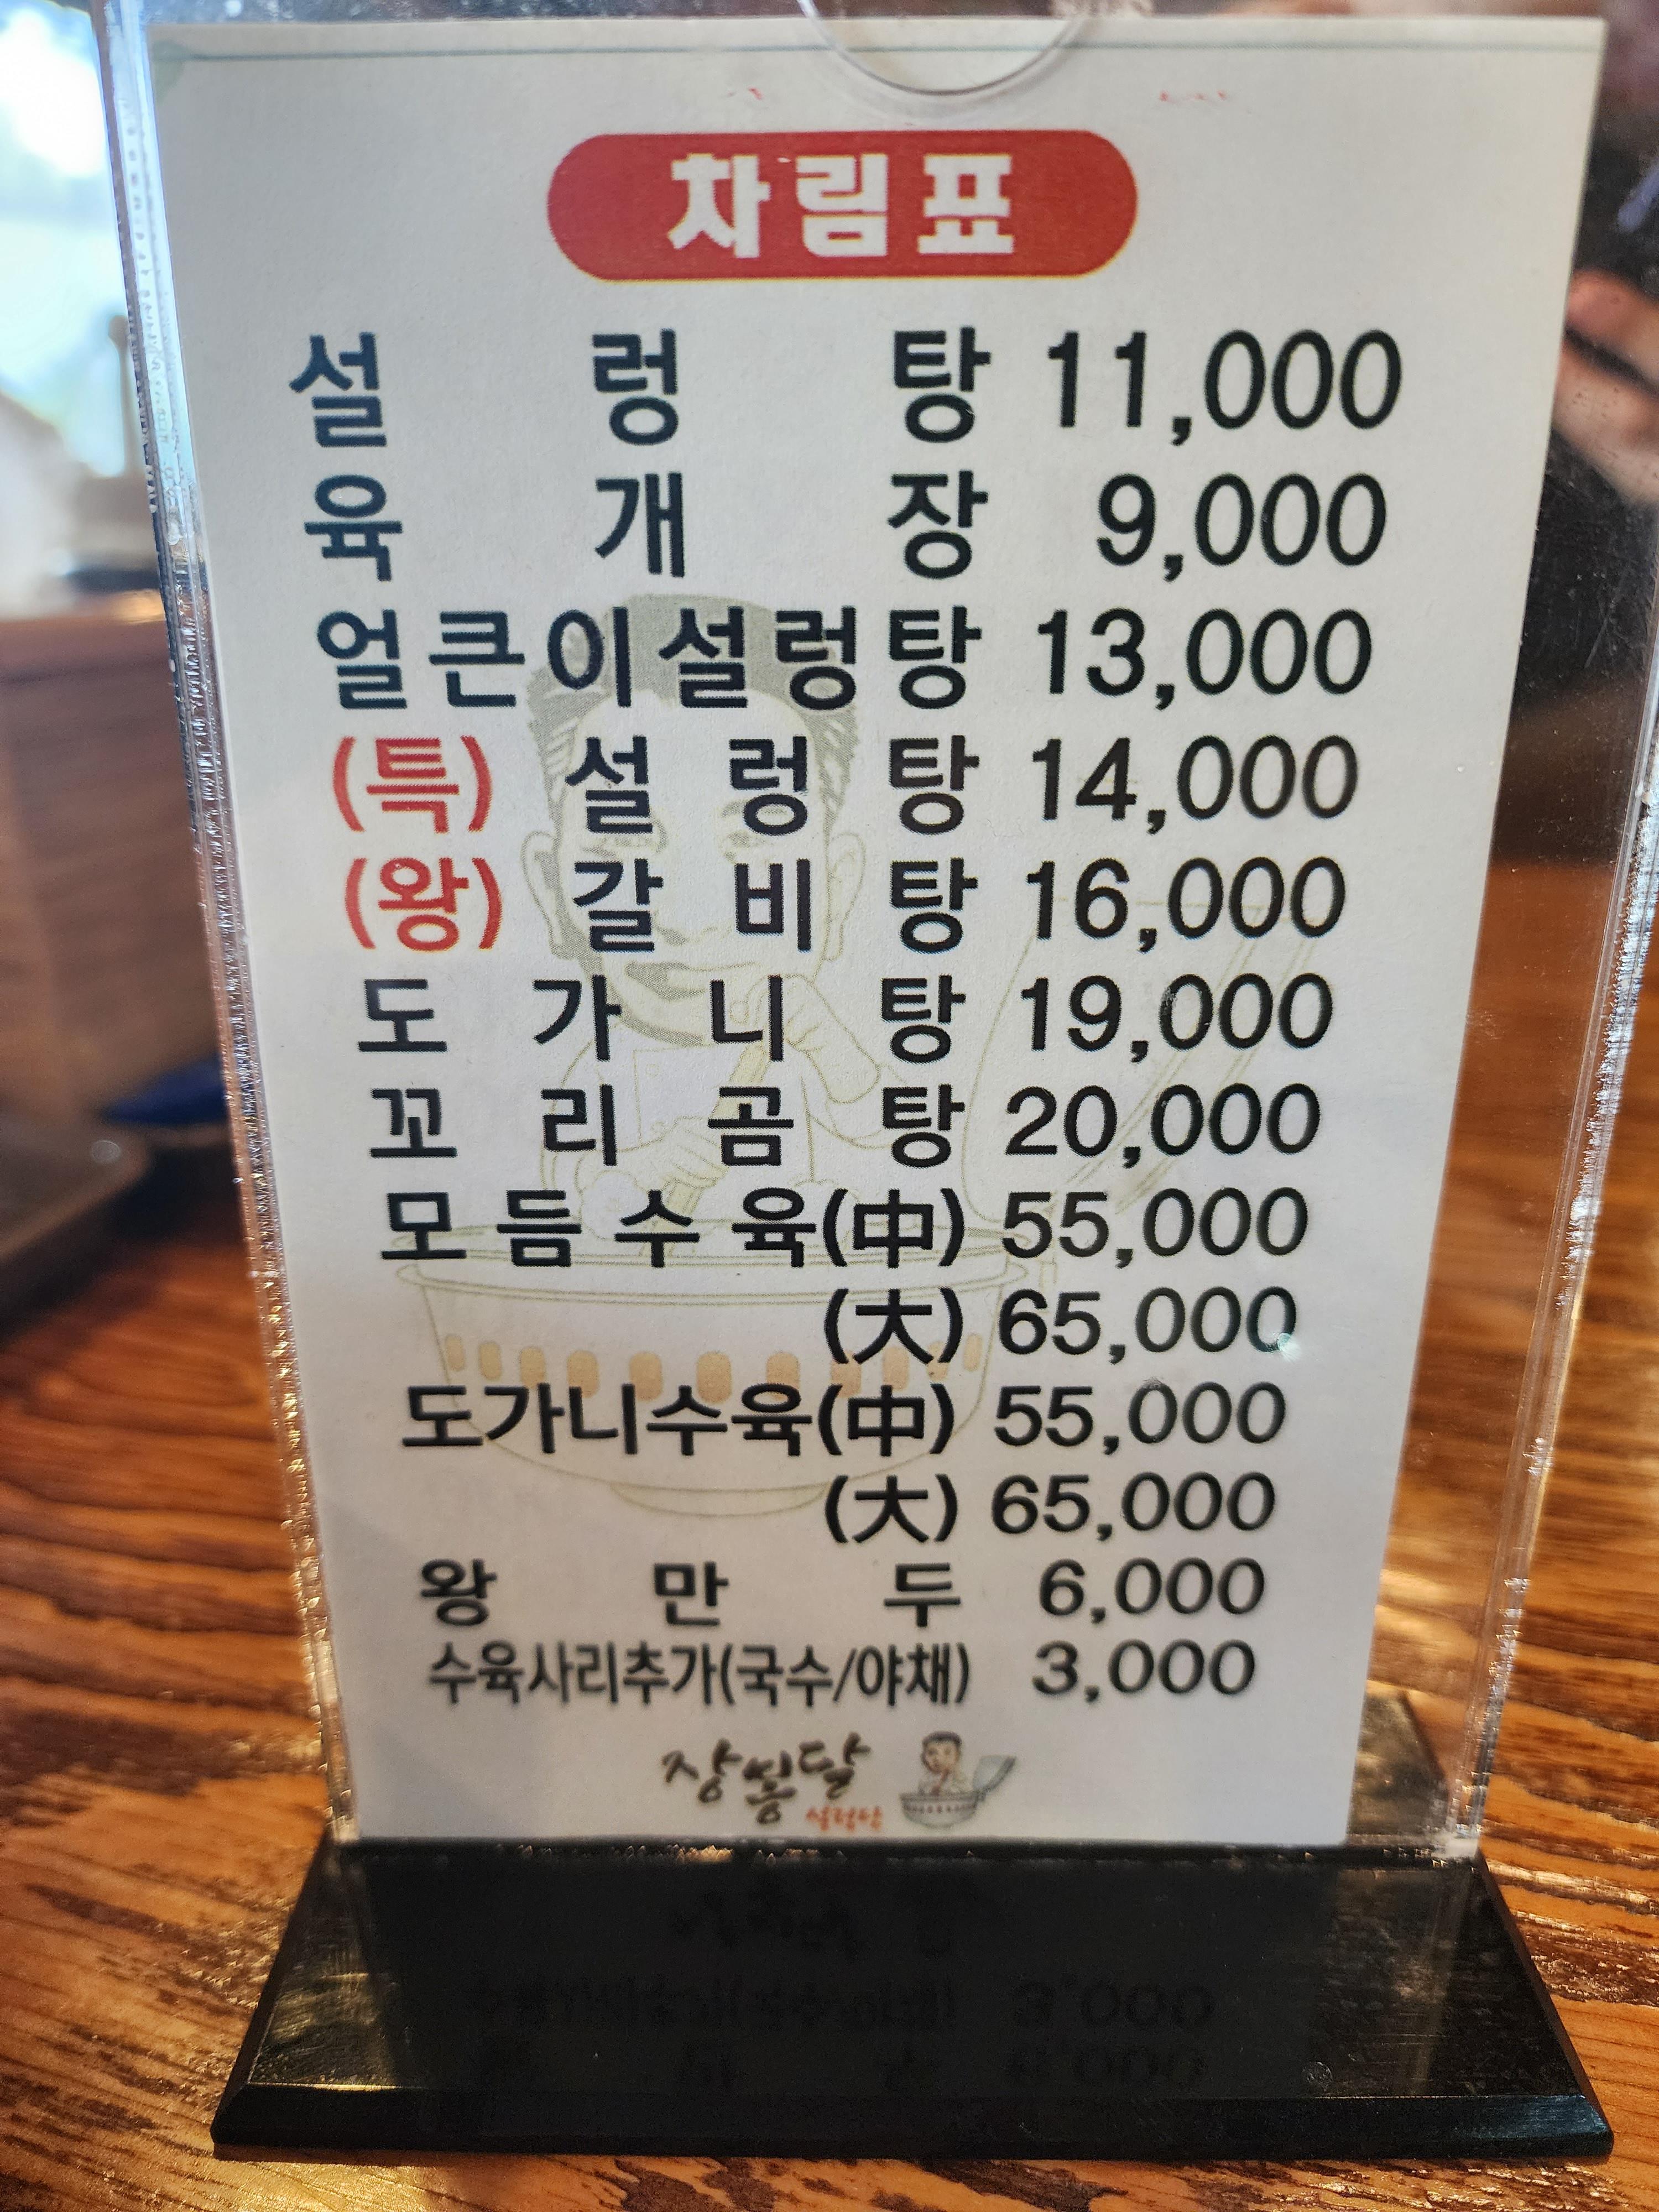 차림표
설렁탕 11,000
육개장 9,000
얼큰이설렁탕 13,000
(특) 설렁탕 14,000
(왕) 갈비탕 16,000
도가니탕 19,000
꼬리곰탕 20,000
모듬수육(中) 55,000
(大) 65,000
도가니수육(中) 55,000
(大) 65,000
왕만두 6,000
수육사리추가(국수/야채) 3,000
장봉달
설렁탕